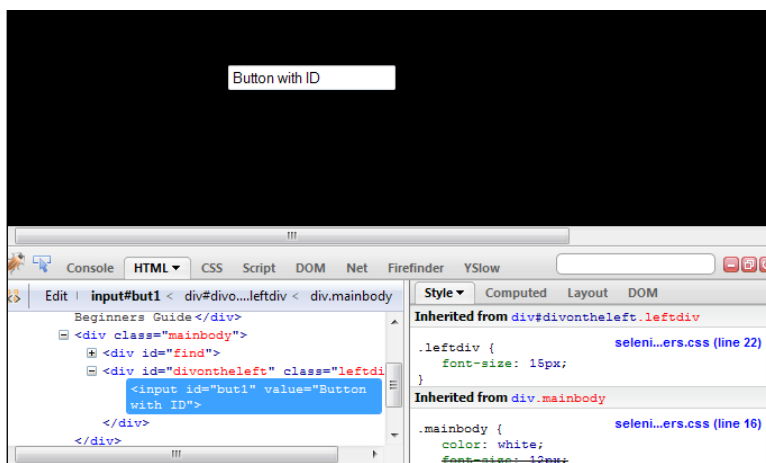 Button with ID
Console HTML CSS Script DOM Net Firefinder YSlow
Edit input#but1 < div#divo....leftdiv < div.mainbody
Beginners Guide</div>
<div class="mainbody">
<div id="find">
<div id="divontheleft" class="leftdi
<input id="but1" value="Button
with ID">
</div>
</div>
Style Computed Layout DOM
Inherited from div#divontheleft.leftdiv
.leftdiv { seleni...ers.css (line 22)
font-size: 15px;
}
Inherited from div.mainbody
.mainbody { seleni...ers.css (line 16)
color: white;
font-size: 12px;